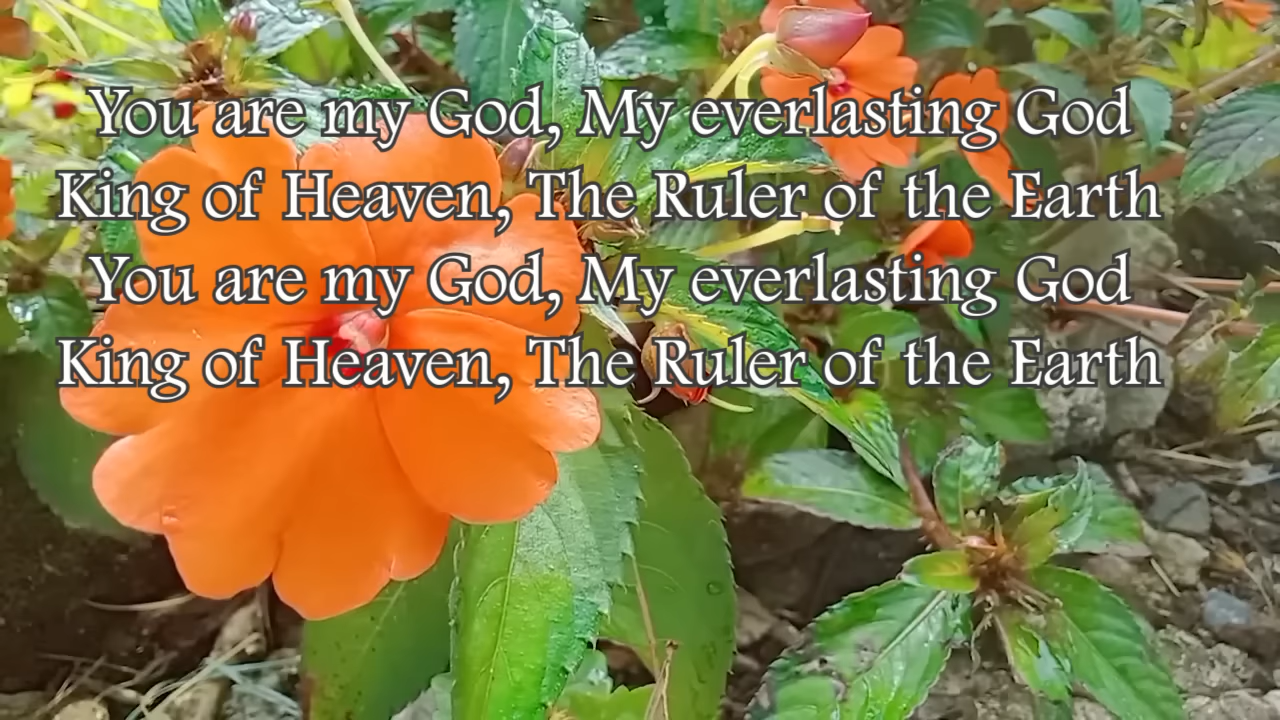 You are my God, My everlasting God
King of Heaven, The Ruler of the Earth
You are my God, My everlasting God
King of Heaven, The Ruler of the Earth